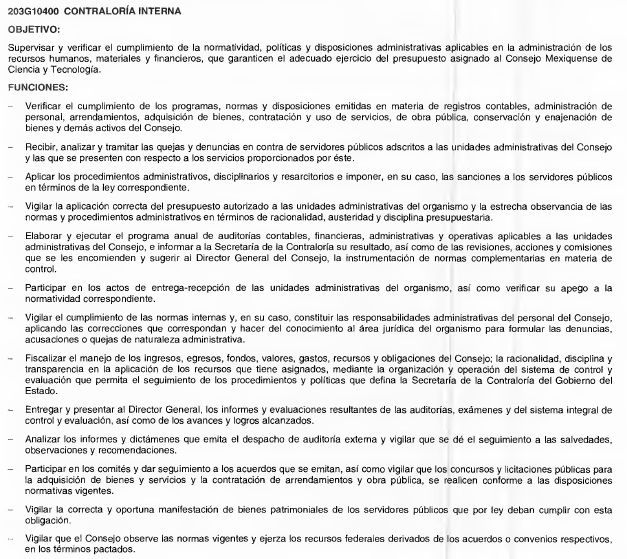 203G10400 CONTRALORÍA INTERNA
OBJETIVO:
Supervisar y verificar el cumplimiento de la normatividad, políticas y disposiciones administrativas aplicables en la administración de los
recursos humanos, materiales y financieros, que garanticen el adecuado ejercicio del presupuesto asignado al Consejo Mexiquense de
Ciencia y Tecnología.
FUNCIONES:
– Verificar el cumplimiento de los programas, normas y disposiciones emitidas en materia de registros contables, administración de
personal, arrendamientos, adquisición de bienes, contratación y uso de servicios, de obra pública, conservación y enajenación de
bienes y demás activos del Consejo.
– Recibir, analizar y tramitar las quejas y denuncias en contra de servidores públicos adscritos a las unidades administrativas del Consejo
y las que se presenten con respecto a los servicios proporcionados por éste.
– Aplicar los procedimientos administrativos, disciplinarios y resarcitorios e imponer, en su caso, las sanciones a los servidores públicos
en términos de la ley correspondiente.
– Vigilar la aplicación correcta del presupuesto autorizado a las unidades administrativas del organismo y la estrecha observancia de las
normas y procedimientos administrativos en términos de racionalidad, austeridad y disciplina presupuestaria.
– Elaborar y ejecutar el programa anual de auditorías contables, financieras, administrativas y operativas aplicables a las unidades
administrativas del Consejo, e informar a la Secretaría de la Contraloría su resultado, así como de las revisiones, acciones y comisiones
que se les encomienden y sugerir al Director General del Consejo, la instrumentación de normas complementarias en materia de
control.
– Participar en los actos de entrega-recepción de las unidades administrativas del organismo, así como verificar su apego a la
normatividad correspondiente.
– Vigilar el cumplimiento de las normas internas y, en su caso, constituir las responsabilidades administrativas del personal del Consejo,
aplicando las correcciones que correspondan y hacer del conocimiento al área jurídica del organismo para formular las denuncias,
acusaciones o quejas de naturaleza administrativa.
– Fiscalizar el manejo de los ingresos, egresos, fondos, valores, gastos, recursos y obligaciones del Consejo; la racionalidad, disciplina y
transparencia en la aplicación de los recursos que tiene asignados, mediante la organización y operación del sistema de control y
evaluación que permita el seguimiento de los procedimientos y políticas que defina la Secretaría de la Contraloría del Gobierno del
Estado.
– Entregar y presentar al Director General, los informes y evaluaciones resultantes de las auditorías, exámenes y del sistema integral de
control y evaluación, así como de los avances y logros alcanzados.
– Analizar los informes y dictámenes que emita el despacho de auditoría externa y vigilar que se dé el seguimiento a las salvedades,
observaciones y recomendaciones.
– Participar en los comités y dar seguimiento a los acuerdos que se emitan, así como vigilar que los concursos y licitaciones públicas para
la adquisición de bienes y servicios y la contratación de arrendamientos y obra pública, se realicen conforme a las disposiciones
normativas vigentes.
– Vigilar la correcta y oportuna manifestación de bienes patrimoniales de los servidores públicos que por ley deban cumplir con esta
obligación.
– Vigilar que el Consejo observe las normas vigentes y ejerza los recursos federales derivados de los acuerdos o convenios respectivos,
en los términos pactados.